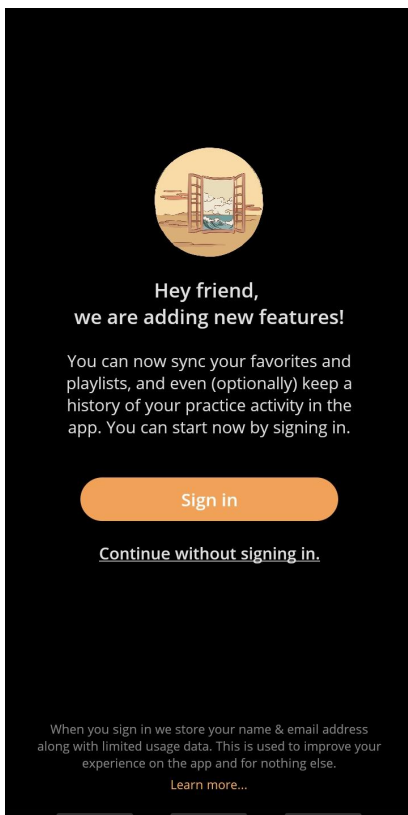 Hey friend,
we are adding new features!
You can now sync your favorites and
playlists, and even (optionally) keep a
history of your practice activity in the
app. You can start now by signing in.
Sign in
Continue without signing in.
When you sign in we store your name & email address
along with limited usage data. This is used to improve your
experience on the app and for nothing else.
Learn more...